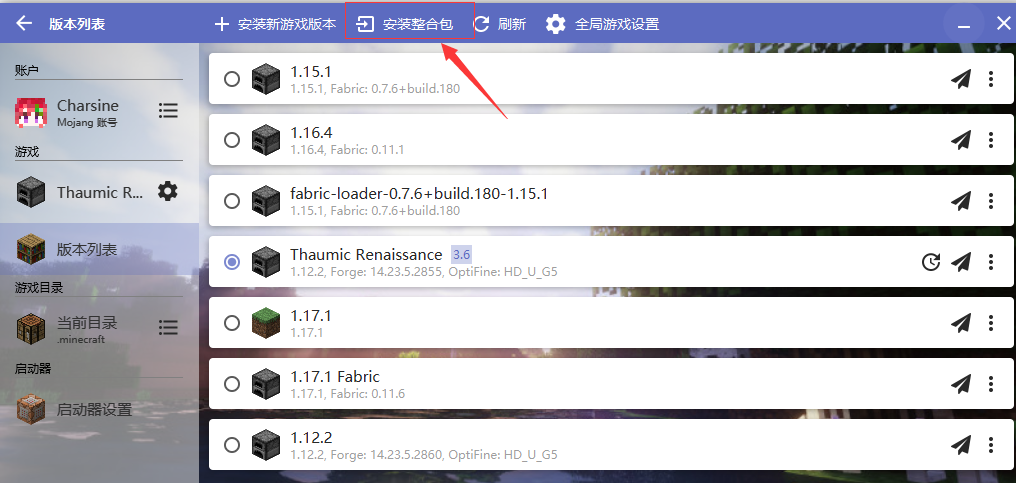 版本列表
安装新游戏版本
安装整合包
刷新
全局游戏设置
账户
Charsine
Mojang 账号
游戏
Thaumic R...
版本列表
游戏目录
当前目录
.minecraft
启动器
启动器设置
1.15.1
1.15.1, Fabric: 0.7.6+build.180
1.16.4
1.16.4, Fabric: 0.11.1
fabric-loader-0.7.6+build.180-1.15.1
1.15.1, Fabric: 0.7.6+build.180
Thaumic Renaissance 3.6
1.12.2, Forge: 14.23.5.2855, OptiFine: HD_U_G5
1.17.1
1.17.1
1.17.1 Fabric
1.17.1, Fabric: 0.11.6
1.12.2
1.12.2, Forge: 14.23.5.2860, OptiFine: HD_U_G5